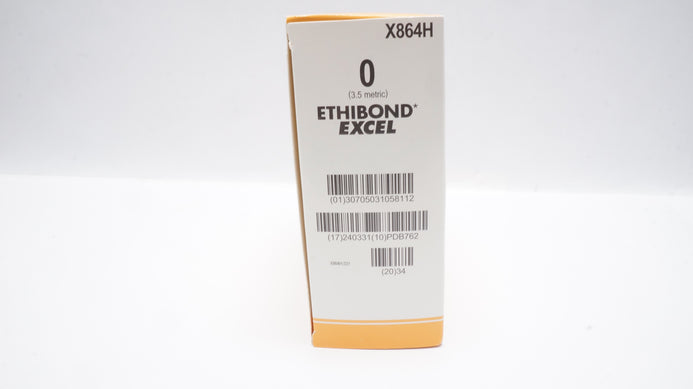 X864H
0
(3.5 metric)
ETHIBOND*
EXCEL
(01)30705031058112
(17)240331(10)PDB762
(20)34